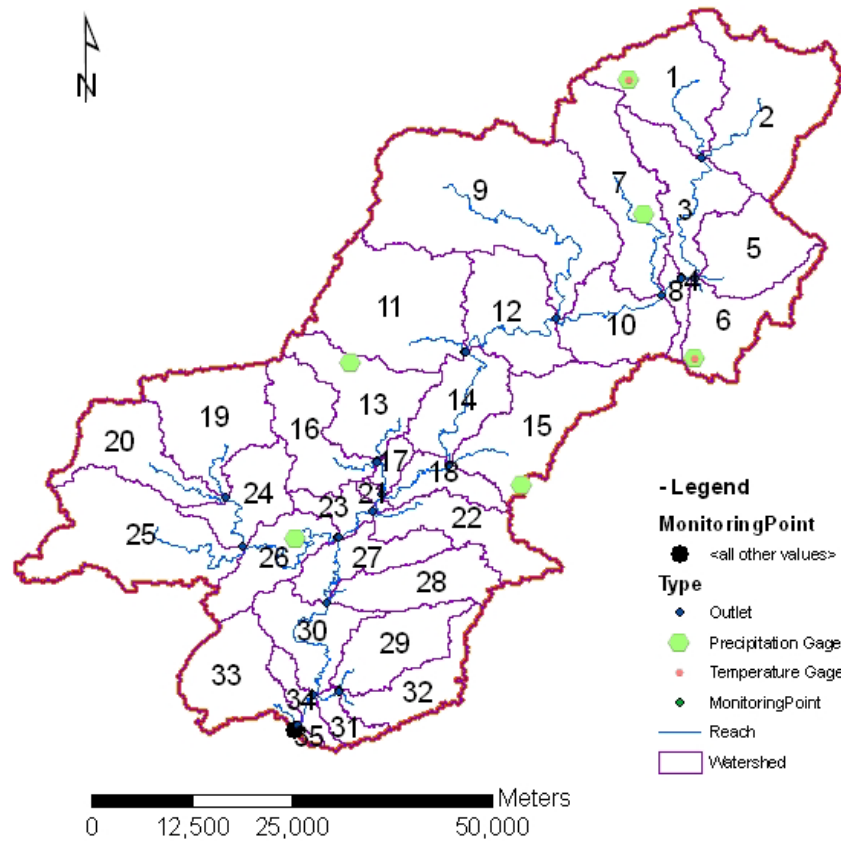 N
1
2
9
7
3
5
8 4
6
11
12
10
14
13
15
19
16
20
17
18
24
21
23
22
25
26
27
28
30
29
33
32
34
31
35
- Legend
MonitoringPoint
<all other values>
Type
Outlet
Precipitation Gage
Temperature Gage
MonitoringPoint
Reach
Watershed
Meters
0 12,500 25,000 50,000